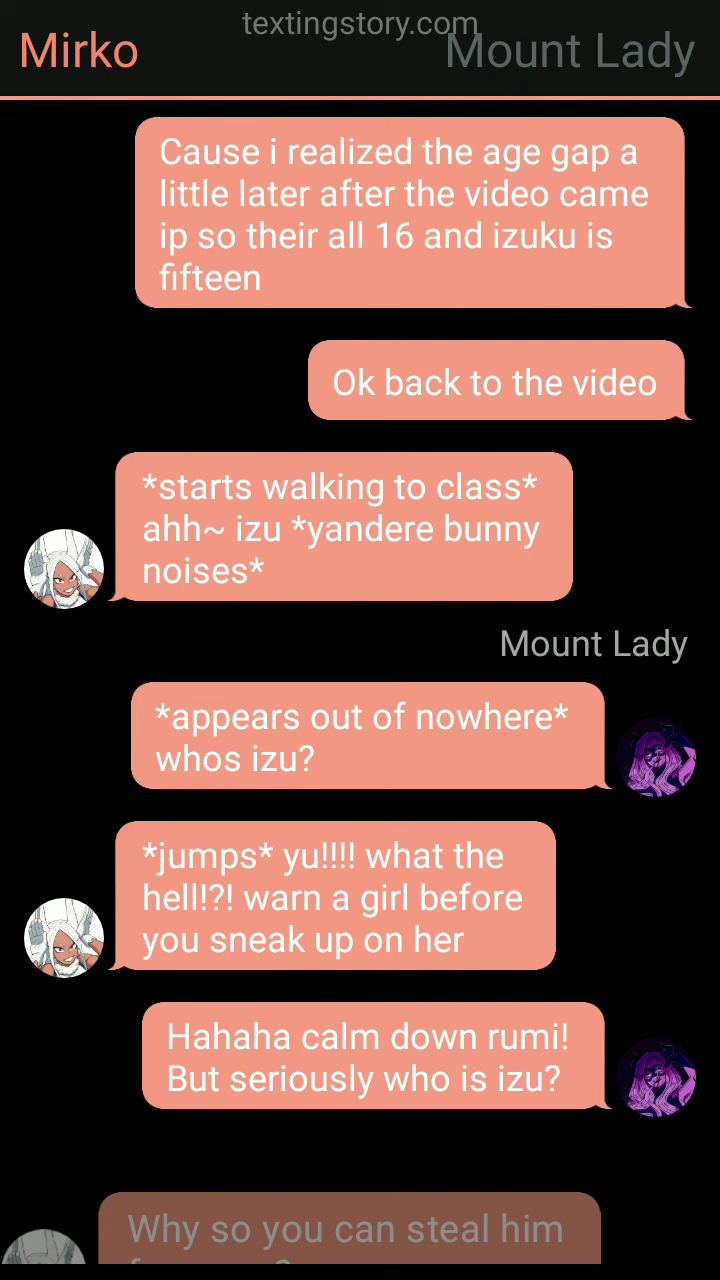 textingstory.com
Mirko
Mount Lady
Cause i realized the age gap a
little later after the video came
ip so their all 16 and izuku is
fifteen
Ok back to the video
*starts walking to class*
ahh~ izu *yandere bunny
noises*
Mount Lady
*appears out of nowhere*
whos izu?
*jumps* yu!!!! what the
hell!?! warn a girl before
you sneak up on her
Hahaha calm down rumi!
But seriously who is izu?
Why so you can steal him